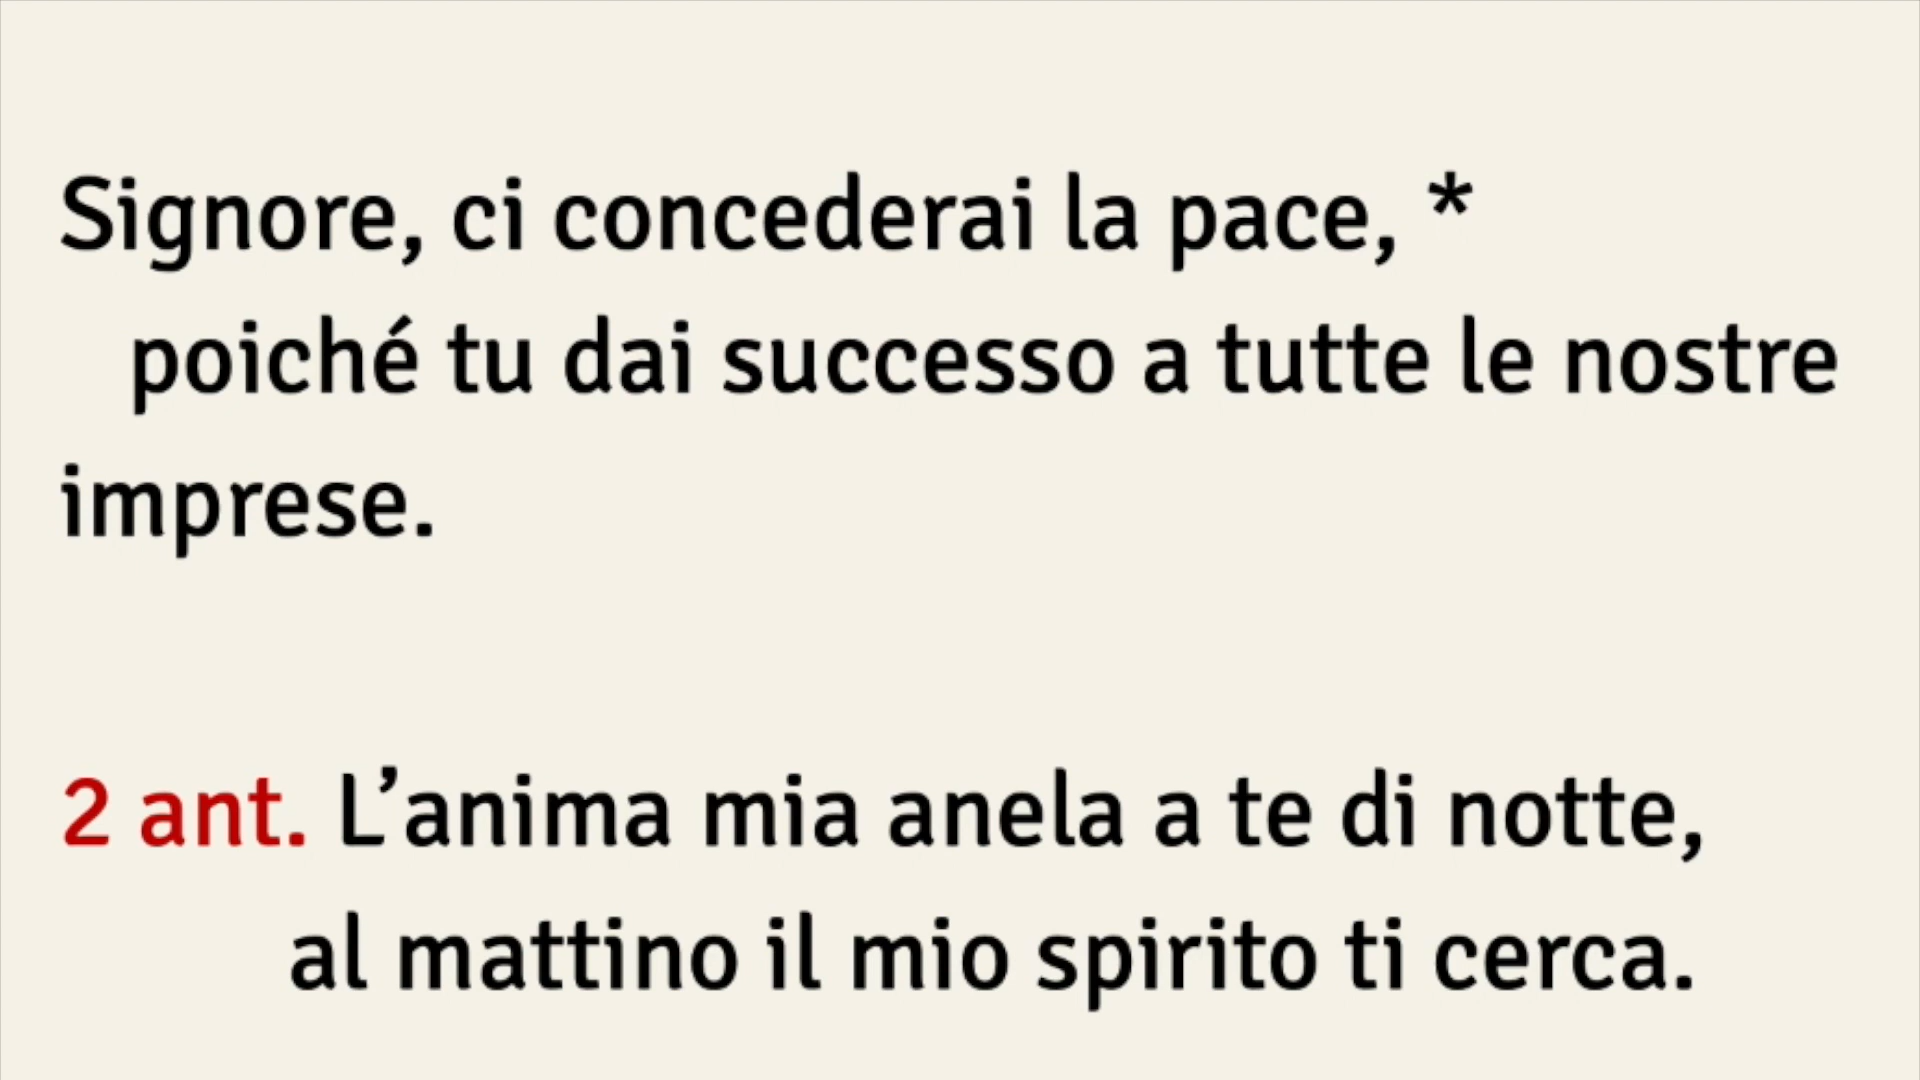 Signore, ci concederai la pace, *
poiché tu dai successo a tutte le nostre
imprese.
2 ant. L’anima mia anela a te di notte,
al mattino il mio spirito ti cerca.